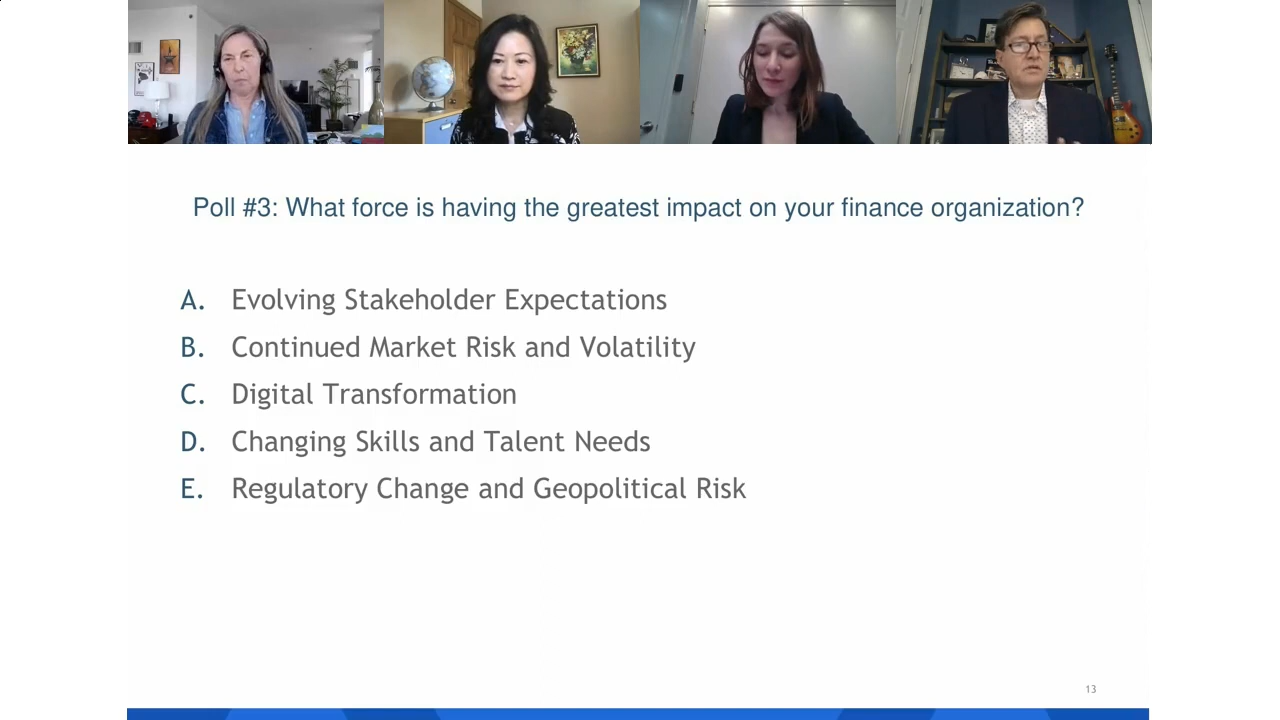 Poll #3: What force is having the greatest impact on your finance organization?
A. Evolving Stakeholder Expectations
B. Continued Market Risk and Volatility
C. Digital Transformation
D. Changing Skills and Talent Needs
E. Regulatory Change and Geopolitical Risk
13